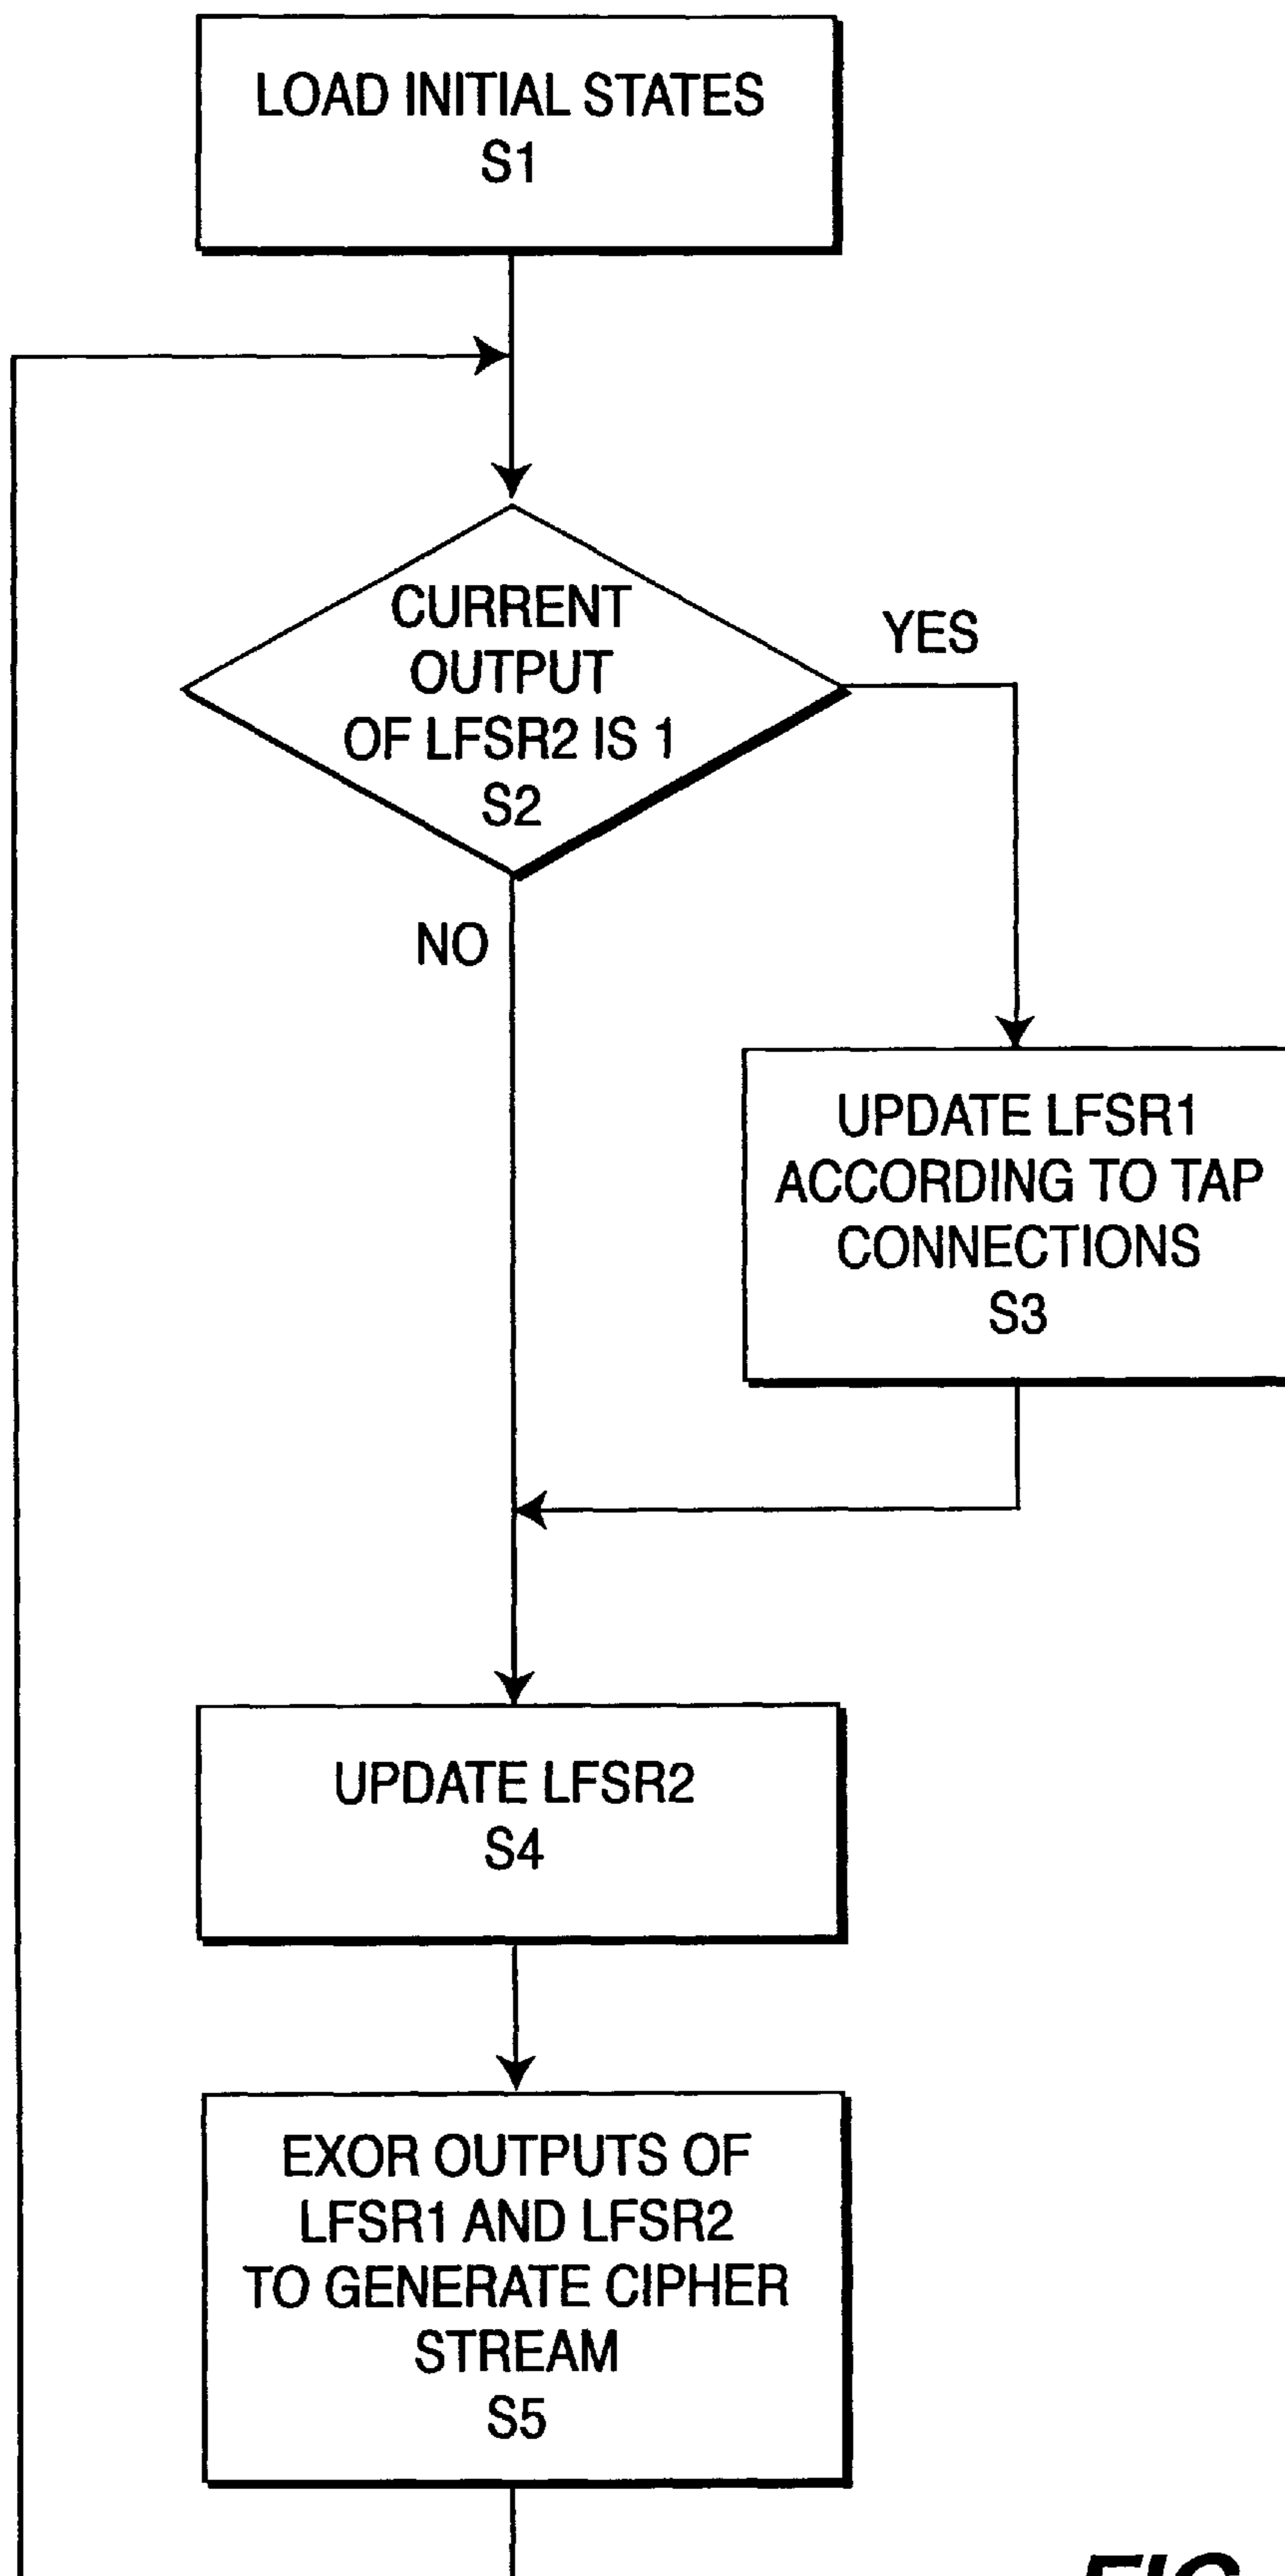 LOAD INITIAL STATES
S1
CURRENT
OUTPUT
OF LFSR2 IS 1
S2
YES
NO
UPDATE LFSR1
ACCORDING TO TAP
CONNECTIONS
S3
UPDATE LFSR2
S4
EXOR OUTPUTS OF
LFSR1 AND LFSR2
TO GENERATE CIPHER
STREAM
S5
FIG